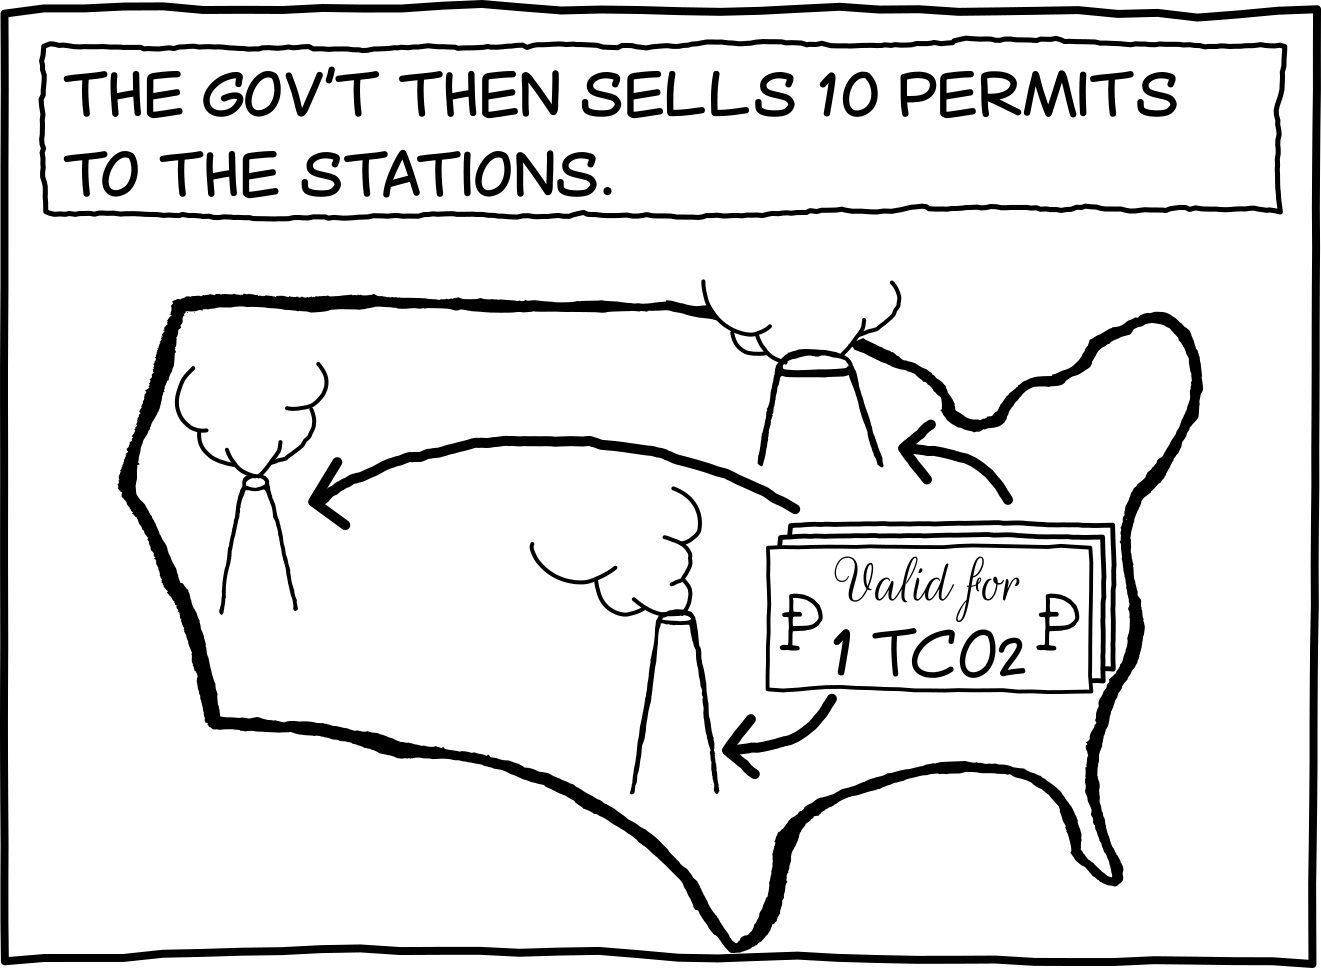 THE GOV'T THEN SELLS 10 PERMITS
TO THE STATIONS.
Valid for
₱ 1 TCO2 ₱